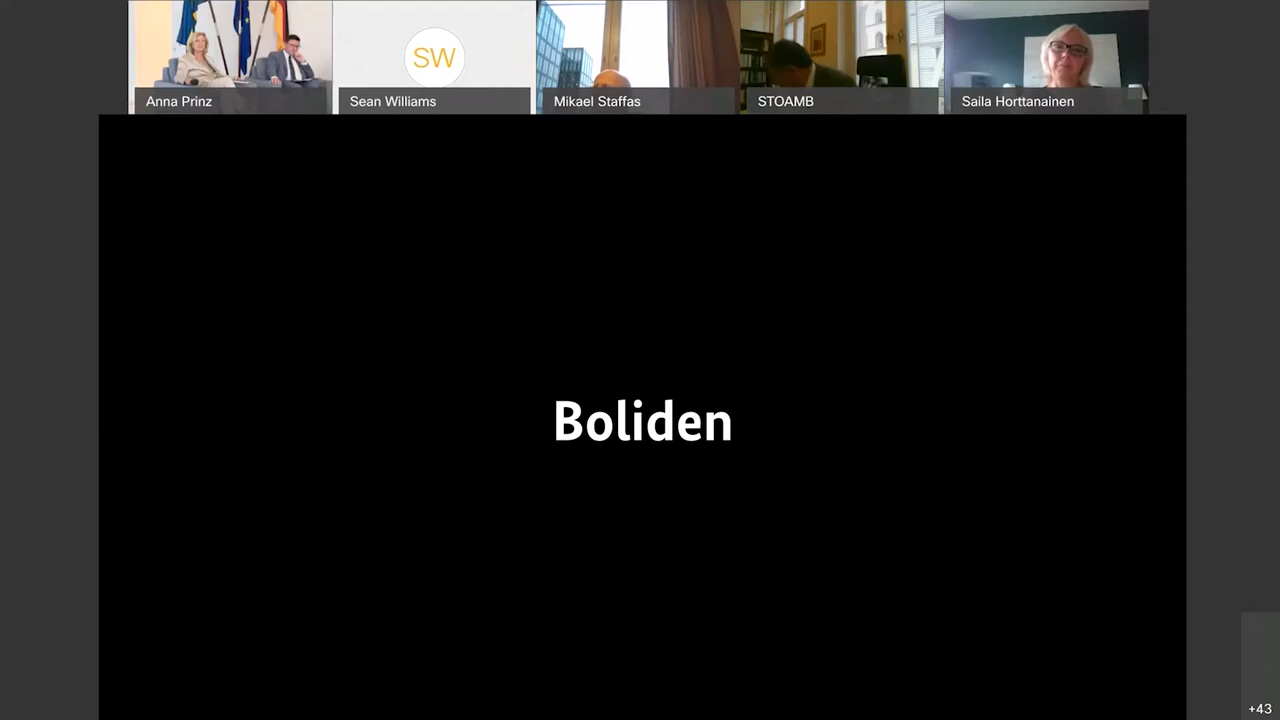 SW
Anna Prinz
Sean Williams
Mikael Staffas
STOAMB
Saila Horttanainen
Boliden
+43